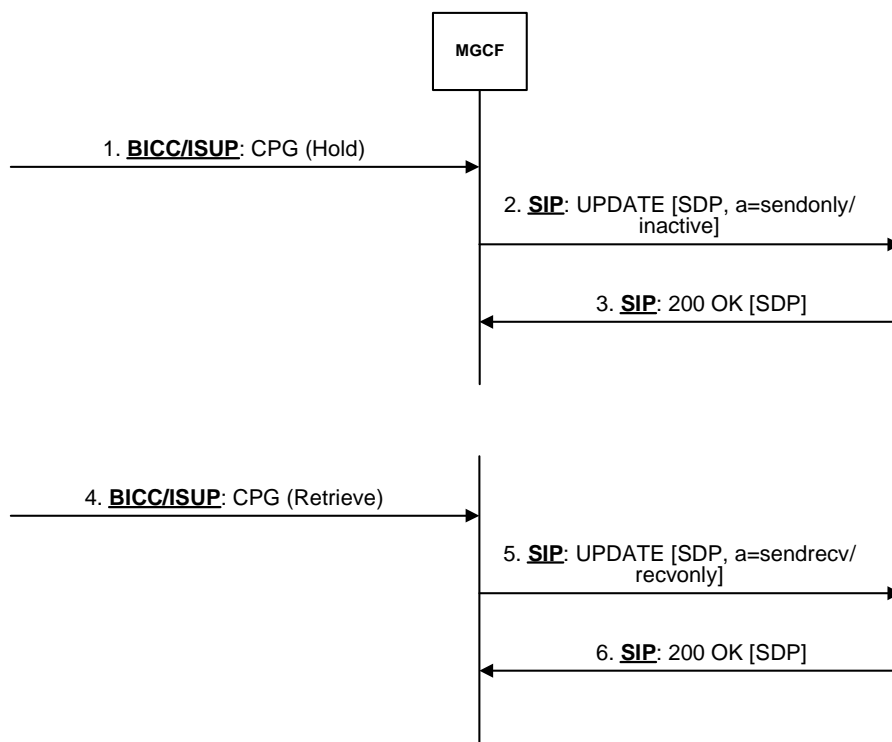 MGCF
1. BICC/ISUP: CPG (Hold)
2. SIP: UPDATE [SDP, a=sendonly/
inactive]
3. SIP: 200 OK [SDP]
4. BICC/ISUP: CPG (Retrieve)
5. SIP: UPDATE [SDP, a=sendrecv/
recvonly]
6. SIP: 200 OK [SDP]